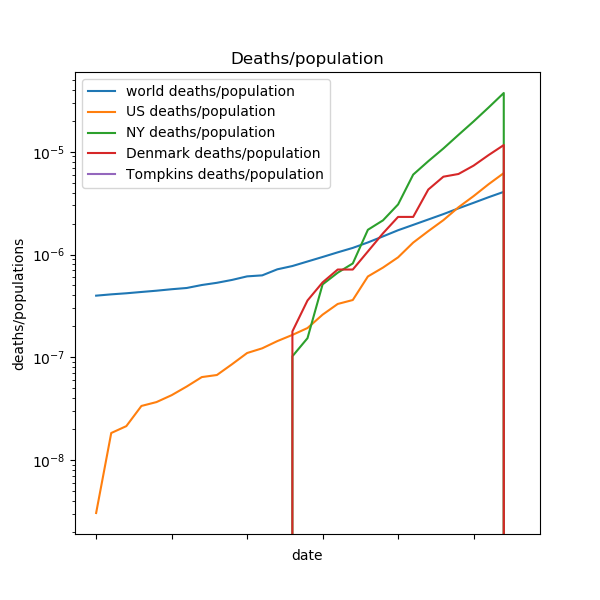 Deaths/population
world deaths/population
US deaths/population
NY deaths/population
Denmark deaths/population
Tompkins deaths/population
deaths/populations
10⁻⁵
10⁻⁶
10⁻⁷
10⁻⁸
date